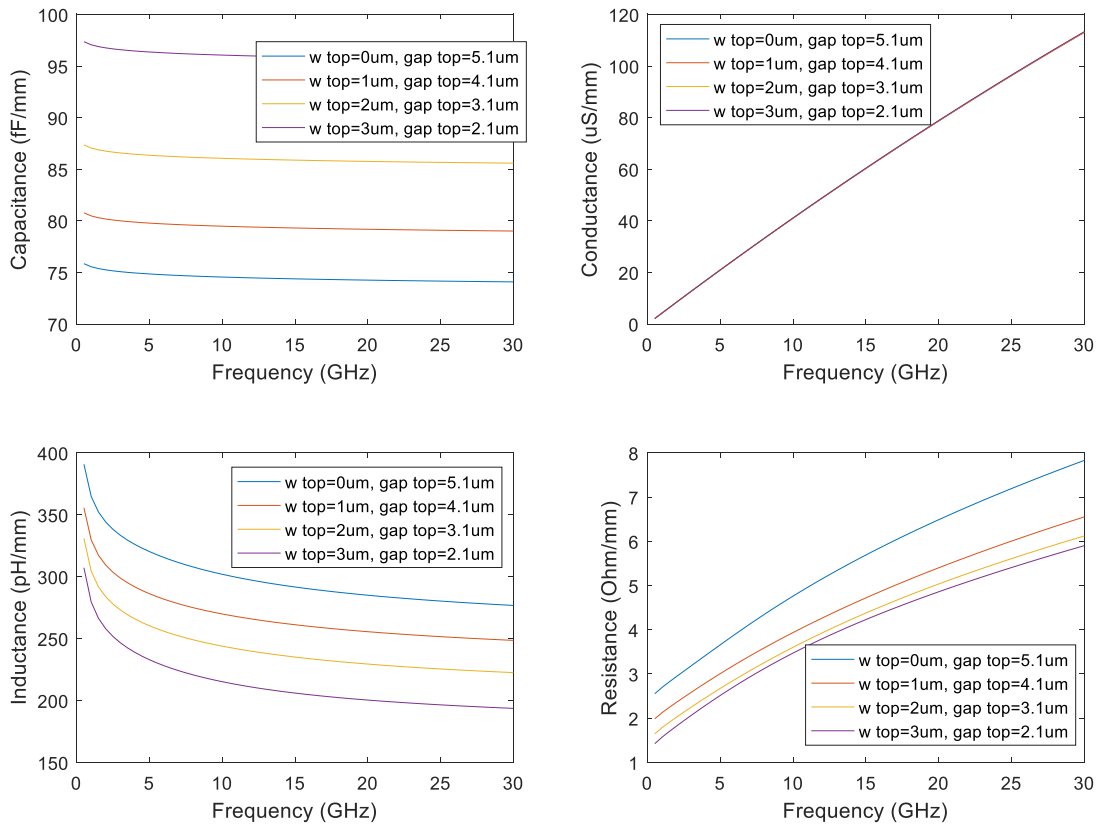 100
95
90
85
80
75
70
Capacitance (fF/mm)
w top=0um, gap top=5.1um
w top=1um, gap top=4.1um
w top=2um, gap top=3.1um
w top=3um, gap top=2.1um
0 5 10 15 20 25 30
Frequency (GHz)
120
100
80
60
40
20
0
Conductance (uS/mm)
w top=0um, gap top=5.1um
w top=1um, gap top=4.1um
w top=2um, gap top=3.1um
w top=3um, gap top=2.1um
0 5 10 15 20 25 30
Frequency (GHz)
400
350
300
250
200
150
Inductance (pH/mm)
w top=0um, gap top=5.1um
w top=1um, gap top=4.1um
w top=2um, gap top=3.1um
w top=3um, gap top=2.1um
0 5 10 15 20 25 30
Frequency (GHz)
8
7
6
5
4
3
2
1
Resistance (Ohm/mm)
w top=0um, gap top=5.1um
w top=1um, gap top=4.1um
w top=2um, gap top=3.1um
w top=3um, gap top=2.1um
0 5 10 15 20 25 30
Frequency (GHz)